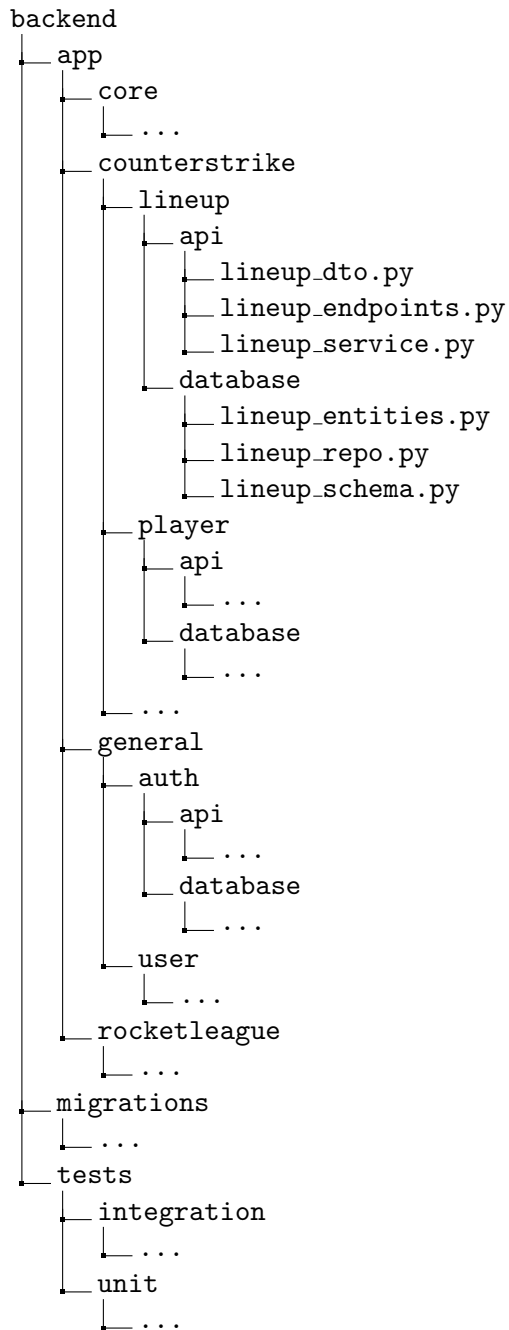 backend
app
core
...
counterstrike
lineup
api
lineup_dto.py
lineup_endpoints.py
lineup_service.py
database
lineup_entities.py
lineup_repo.py
lineup_schema.py
player
api
...
database
...
...
general
auth
api
...
database
...
user
...
rocketleague
...
migrations
...
tests
integration
...
unit
...